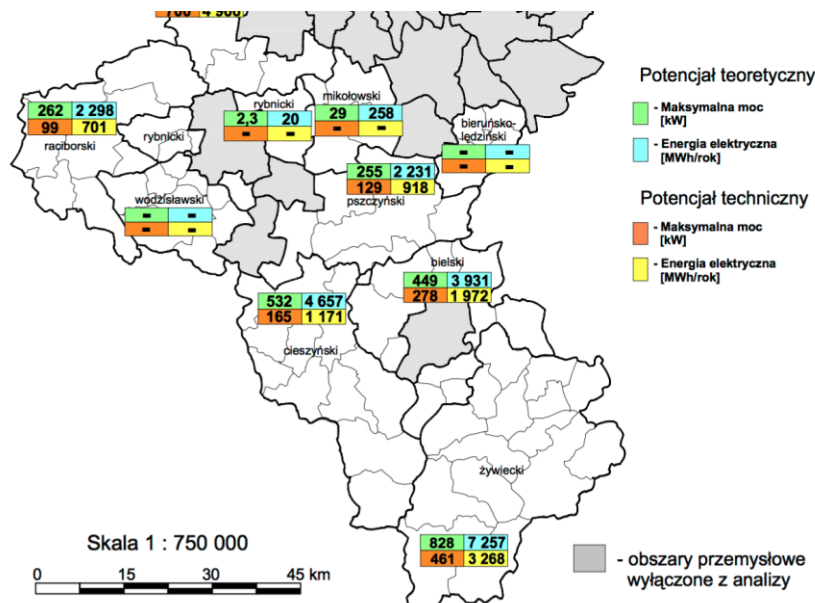 262 2 298
99 701
raciborski
rybnicki
rybnicki
2,3 20
- -
mikołowski
29 258
- -
bieruńsko-
lędziński
- -
- -
255 2 231
129 918
pszczyński
wodzisławski
- -
- -
bielski
449 3 931
278 1 972
532 4 657
165 1 171
cieszyński
żywiecki
828 7 257
461 3 268
Potencjał teoretyczny
- Maksymalna moc
[kW]
- Energia elektryczna
[MWh/rok]
Potencjał techniczny
- Maksymalna moc
[kW]
- Energia elektryczna
[MWh/rok]
Skala 1 : 750 000
0 15 30 45 km
- obszary przemysłowe
wyłączone z analizy